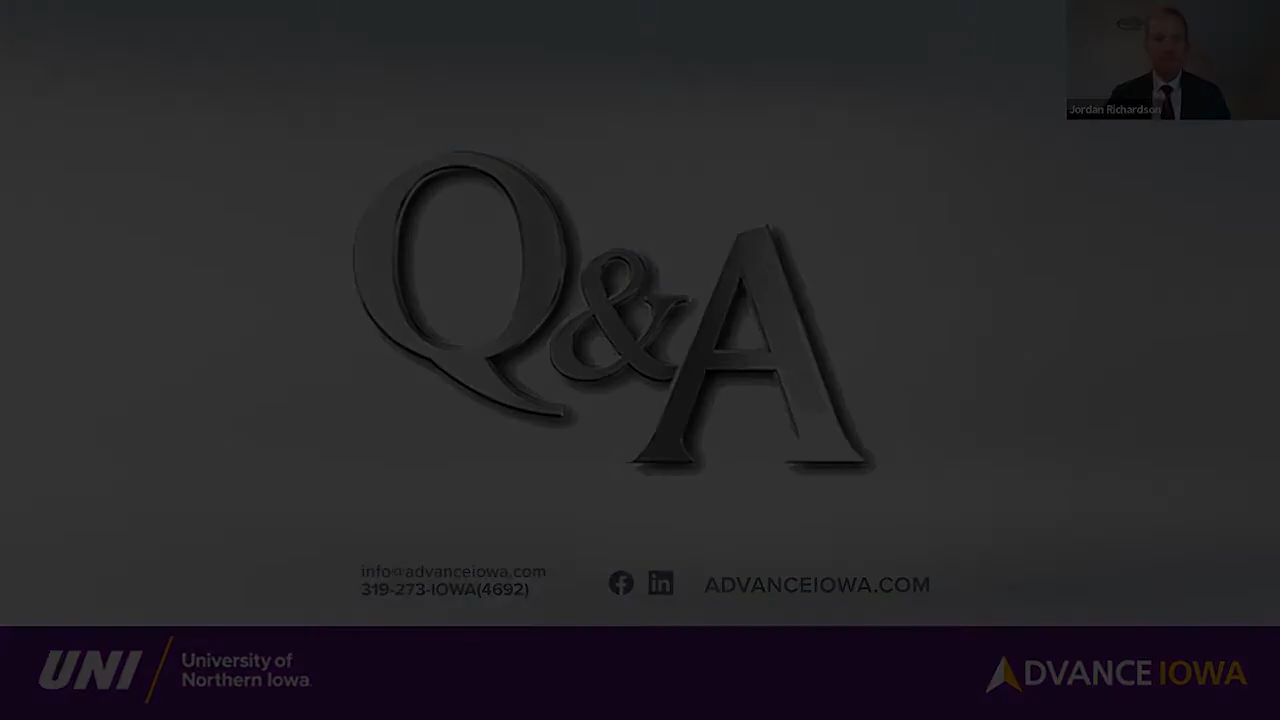 Jordan Richardson
Q&A
info@advanceiowa.com
319-273-IOWA(4692)
ADVANCEIOWA.COM
UNI
University of
Northern Iowa.
ADVANCE IOWA